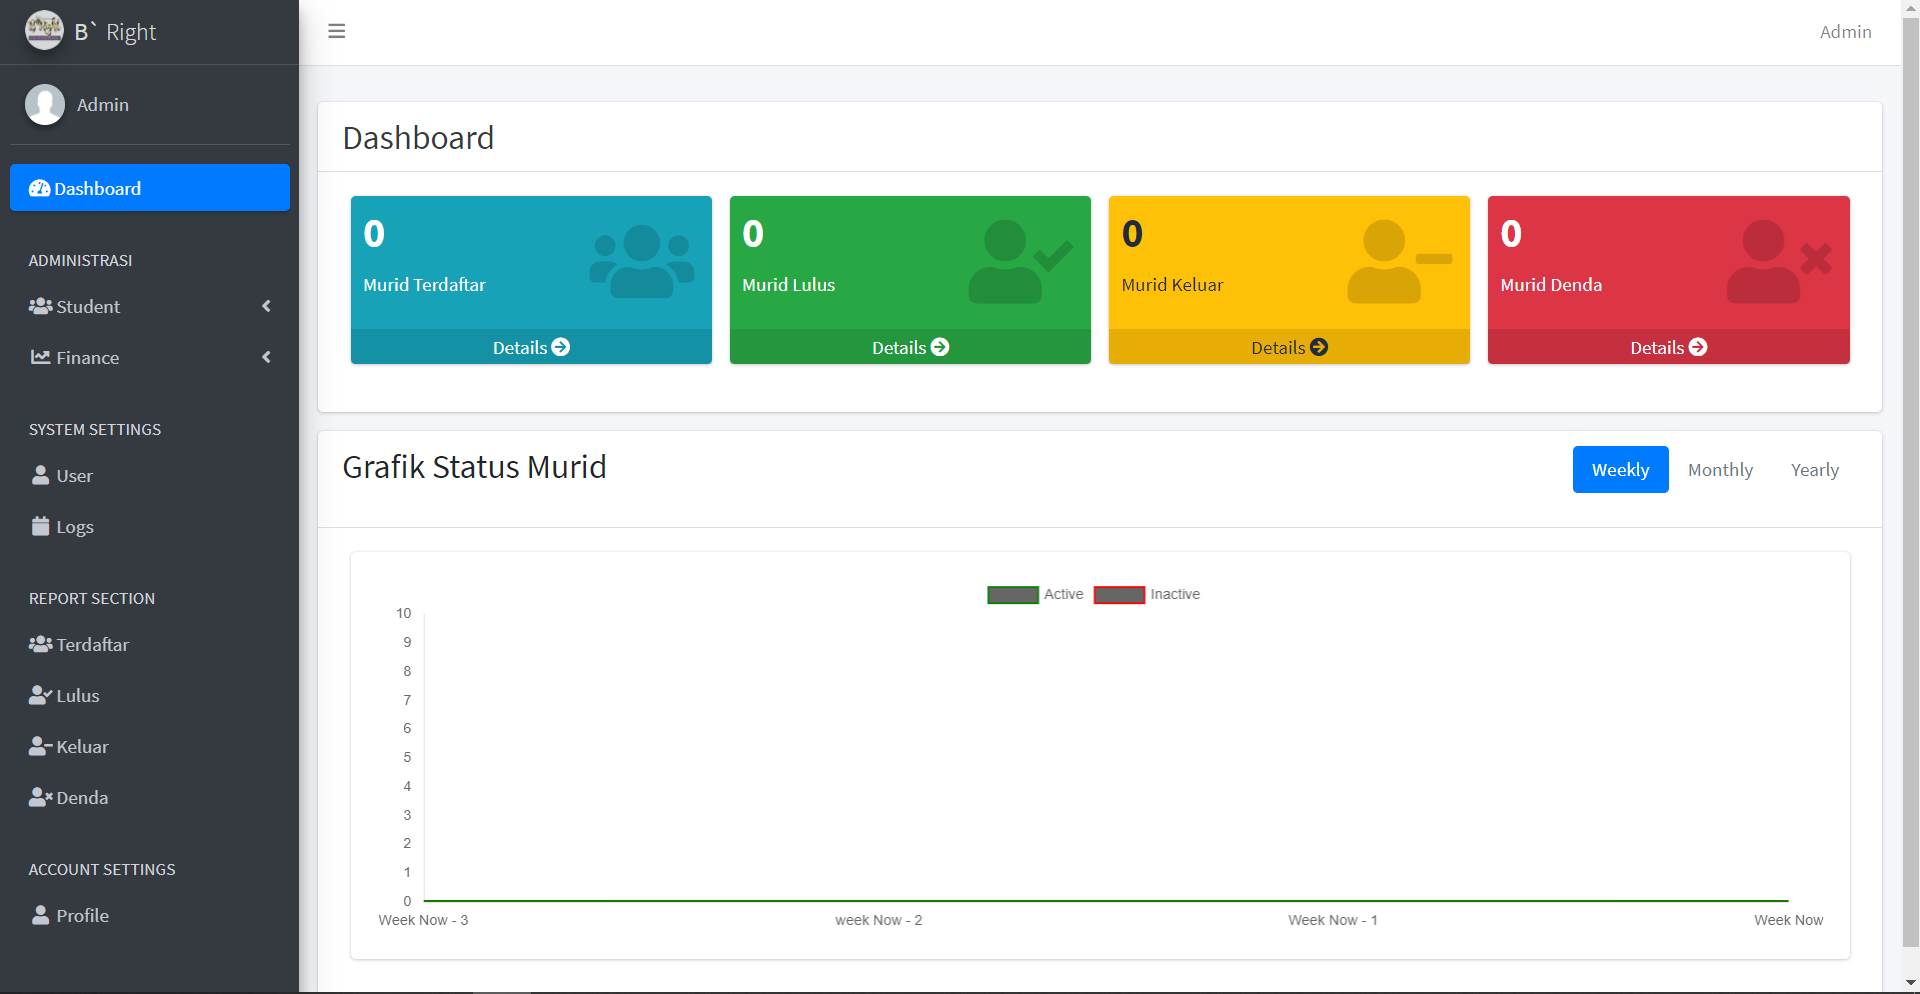 B` Right
Admin
Dashboard
ADMINISTRASI
Student
Finance
SYSTEM SETTINGS
User
Logs
REPORT SECTION
Terdaftar
Lulus
Keluar
Denda
ACCOUNT SETTINGS
Profile
Admin
Dashboard
0
Murid Terdaftar
Details
0
Murid Lulus
Details
0
Murid Keluar
Details
0
Murid Denda
Details
Grafik Status Murid
Weekly
Monthly
Yearly
Active
Inactive
10
9
8
7
6
5
4
3
2
1
0
Week Now - 3
week Now - 2
Week Now - 1
Week Now